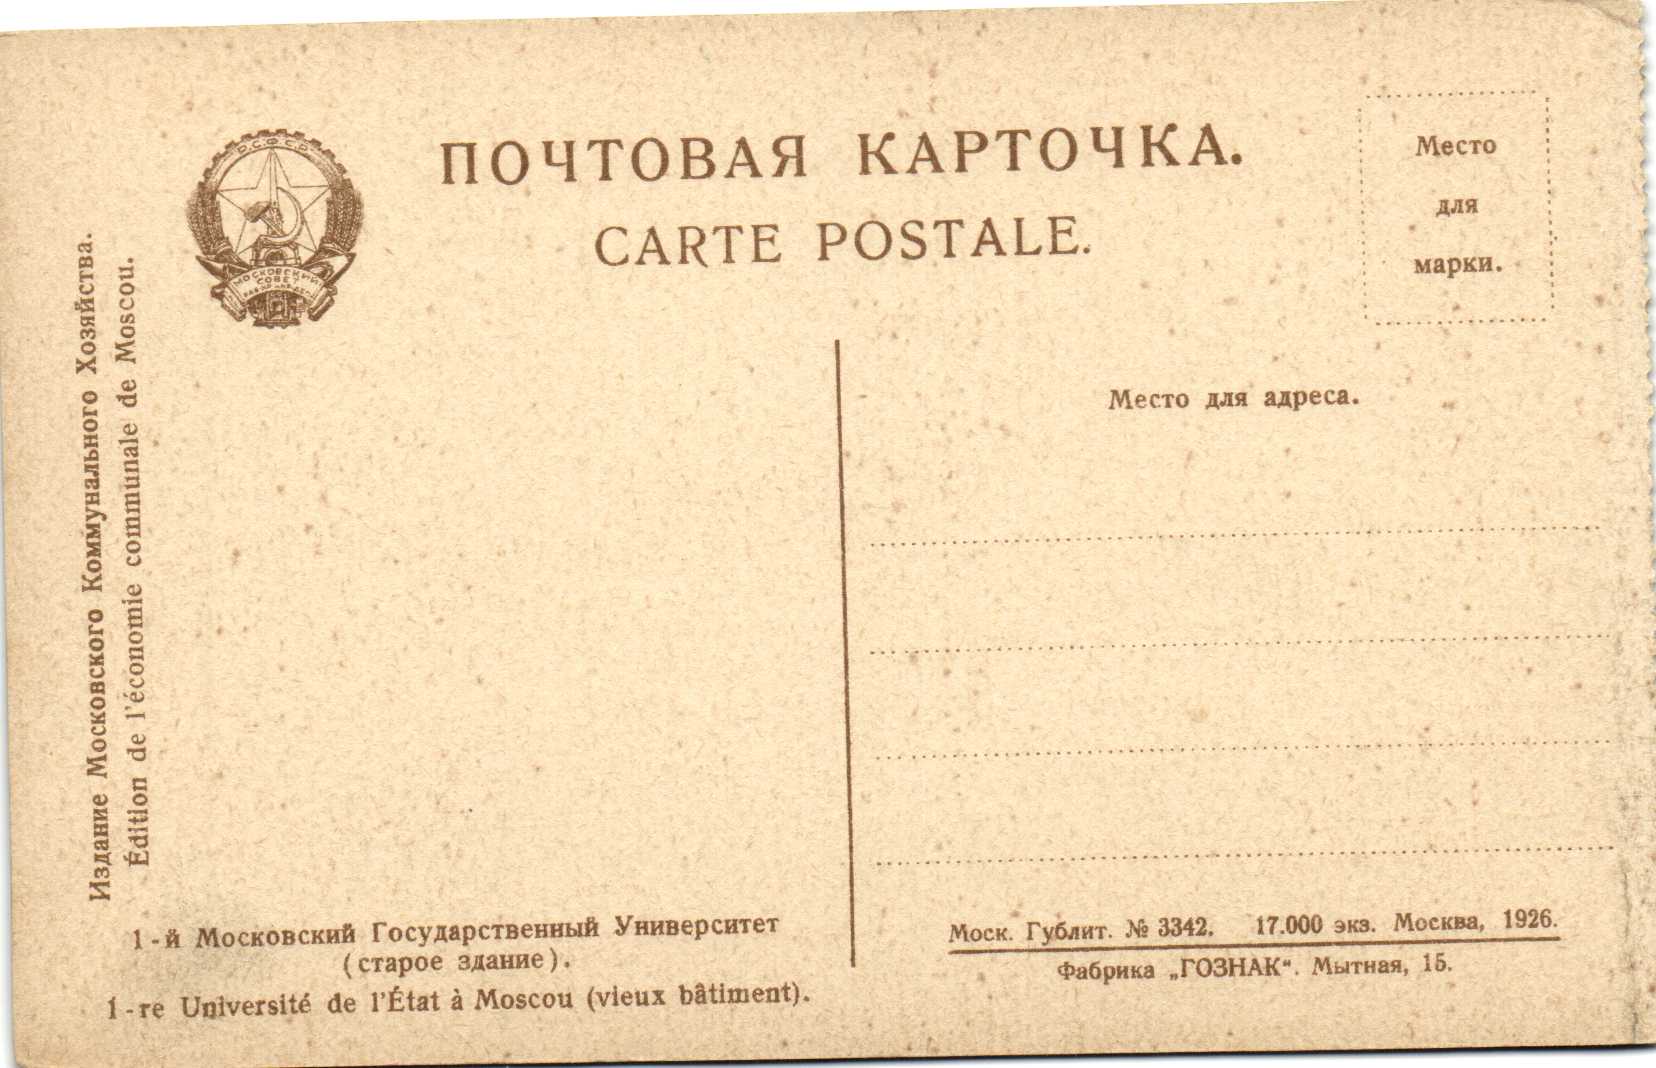 Р.С.Ф.С.Р.
МОСКОВСКИЙ
СОВЕТ
ПОЧТОВАЯ КАРТОЧКА.
CARTE POSTALE.
Место
для
марки.
Издание Московского Коммунального Хозяйства.
Édition de l'économie communale de Moscou.
Место для адреса.
1-й Московский Государственный Университет
(старое здание).
1-re Université de l'État à Moscou (vieux bâtiment).
Моск. Гублит. № 3342. 17.000 экз. Москва, 1926.
Фабрика „ГОЗНАК“. Мытная, 15.